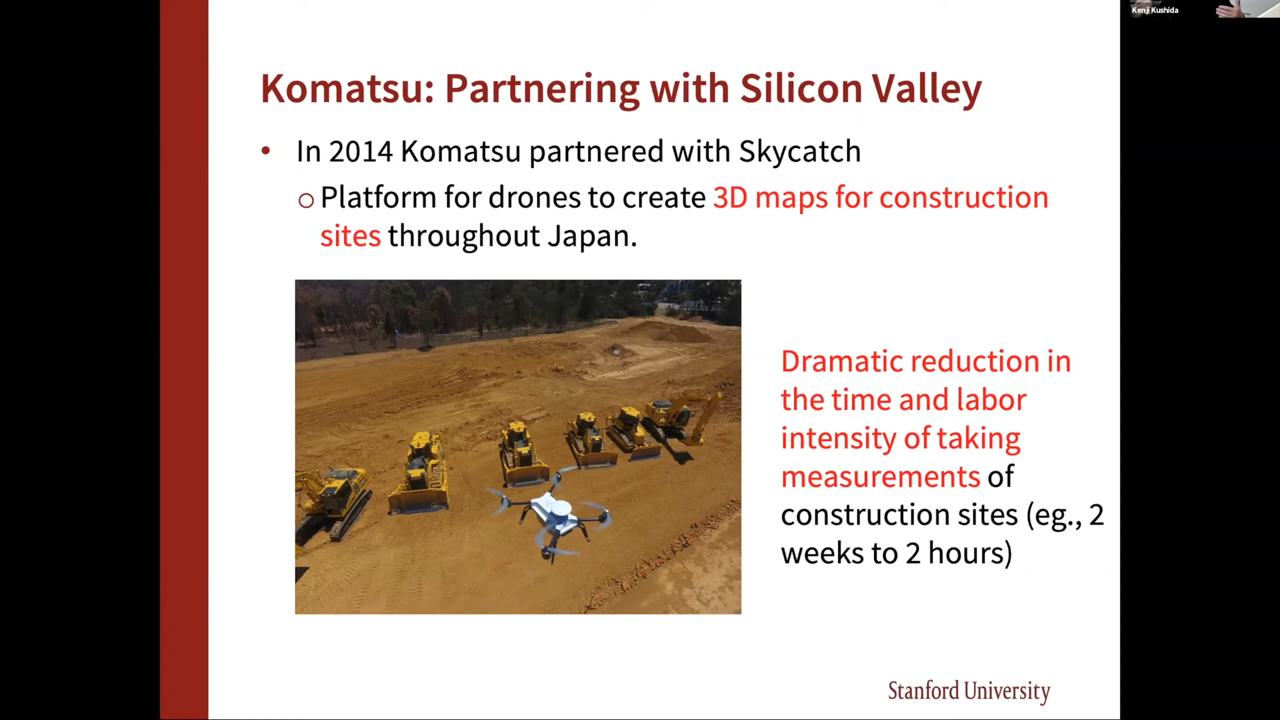 Kenji Kushida
Komatsu: Partnering with Silicon Valley
• In 2014 Komatsu partnered with Skycatch
o Platform for drones to create 3D maps for construction
sites throughout Japan.
Dramatic reduction in
the time and labor
intensity of taking
measurements of
construction sites (eg., 2
weeks to 2 hours)
Stanford University